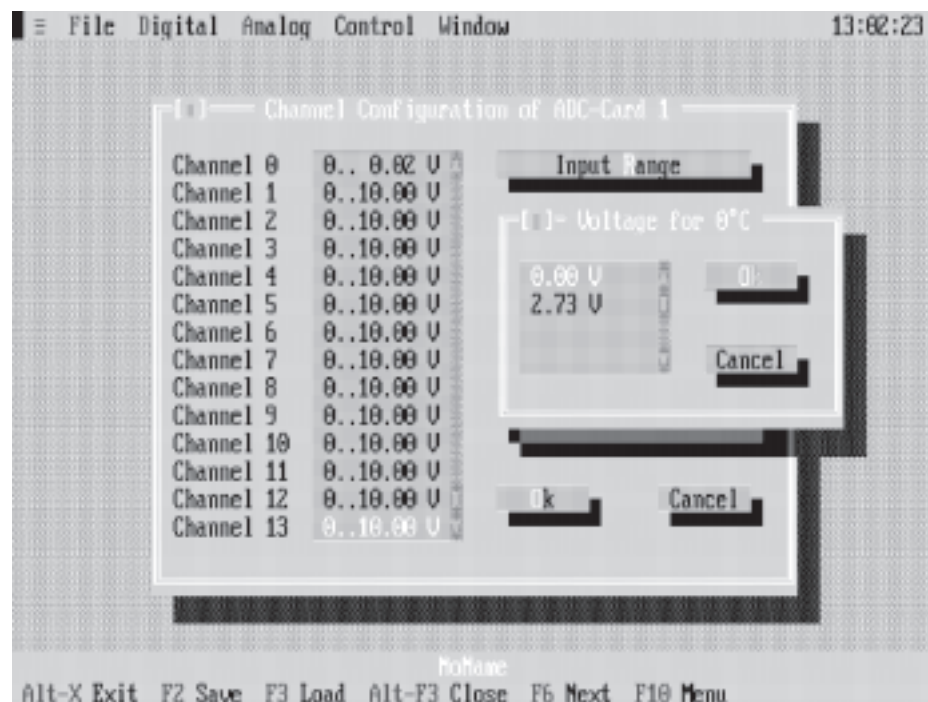 ≡ File Digital Analog Control Window 13:02:23
Channel Configuration of ADC-Card 1
Channel 0 0.. 0.02 V
Channel 1 0..10.00 V
Channel 2 0..10.00 V
Channel 3 0..10.00 V
Channel 4 0..10.00 V
Channel 5 0..10.00 V
Channel 6 0..10.00 V
Channel 7 0..10.00 V
Channel 8 0..10.00 V
Channel 9 0..10.00 V
Channel 10 0..10.00 V
Channel 11 0..10.00 V
Channel 12 0..10.00 V
Channel 13 0..10.00 V
Input Range
Ok Cancel
Voltage for 0°C
0.00 V
2.73 V
Ok
Cancel
NoName
Alt-X Exit F2 Save F3 Load Alt-F3 Close F6 Next F10 Menu